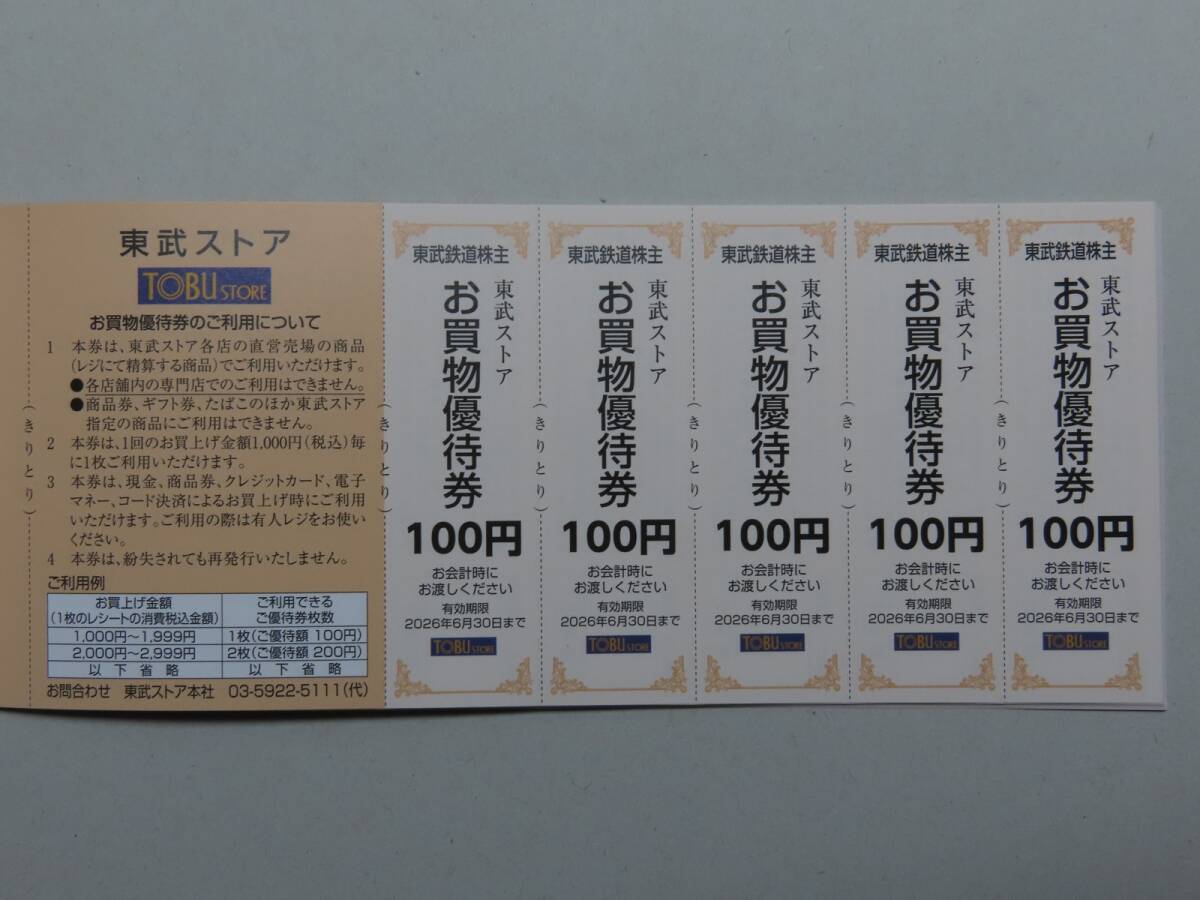 東武ストア
TOBU STORE
お買物優待券のご利用について
1 本券は、東武ストア各店の直営売場の商品
(レジにて精算する商品)でご利用いただけます。
●各店舗内の専門店でのご利用はできません。
●商品券、ギフト券、たばこのほか東武ストア
指定の商品にご利用はできません。
2 本券は、1回のお買上げ金額1,000円(税込)毎
に1枚ご利用いただけます。
3 本券は、現金、商品券、クレジットカード、電子
マネー、コード決済によるお買上げ時にご利用
いただけます。ご利用の際は有人レジをお使い
ください。
4 本券は、紛失されても再発行いたしません。
ご利用例
お買上げ金額
(1枚のレシートの消費税込金額)
ご利用できる
ご優待券枚数
1,000円〜1,999円 1枚(ご優待額 100円)
2,000円〜2,999円 2枚(ご優待額 200円)
以下省略 以下省略
お問合わせ 東武ストア本社 03-5922-5111(代)
(きりとり)
(きりとり)
東武鉄道株主
東武ストア
お買物優待券
100円
お会計時に
お渡しください
有効期限
2026年6月30日まで
TOBU STORE
(きりとり)
東武鉄道株主
東武ストア
お買物優待券
100円
お会計時に
お渡しください
有効期限
2026年6月30日まで
TOBU STORE
(きりとり)
東武鉄道株主
東武ストア
お買物優待券
100円
お会計時に
お渡しください
有効期限
2026年6月30日まで
TOBU STORE
(きりとり)
東武鉄道株主
東武ストア
お買物優待券
100円
お会計時に
お渡しください
有効期限
2026年6月30日まで
TOBU STORE
(きりとり)
東武鉄道株主
東武ストア
お買物優待券
100円
お会計時に
お渡しください
有効期限
2026年6月30日まで
TOBU STORE